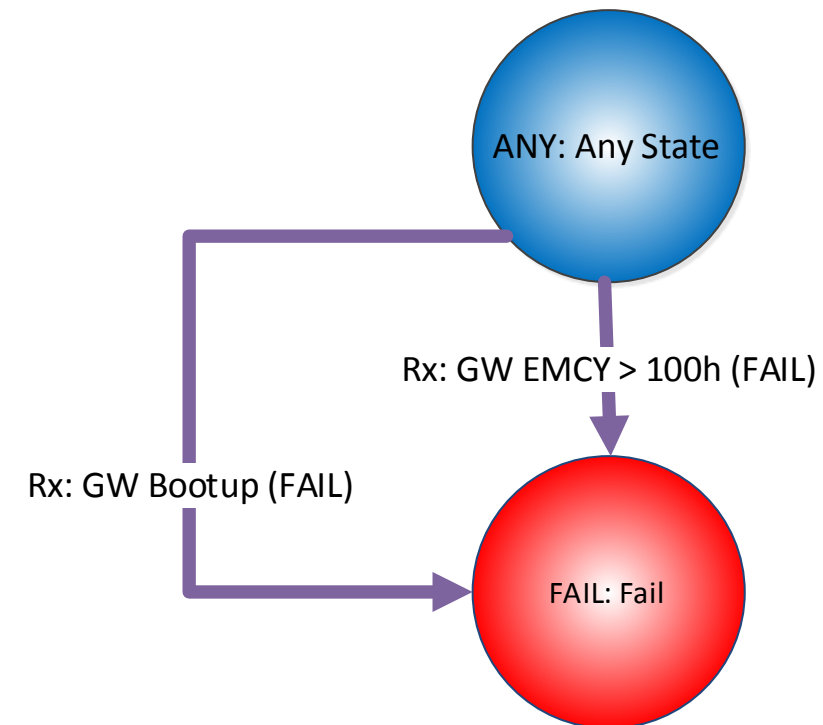 ANY: Any State
Rx: GW EMCY > 100h (FAIL)
Rx: GW Bootup (FAIL)
FAIL: Fail